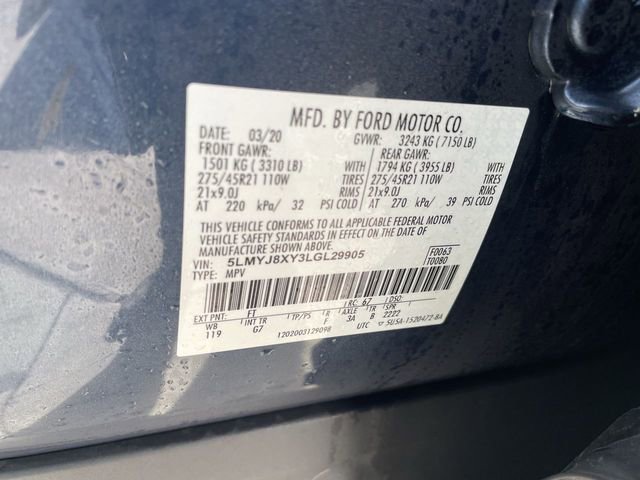 MFD. BY FORD MOTOR CO.
DATE: 03/20 GVWR: 3243 KG ( 7150 LB)
FRONT GAWR: REAR GAWR:
1501 KG ( 3310 LB) WITH 1794 KG ( 3955 LB) WITH
275/45R21 110W TIRES 275/45R21 110W TIRES
21x9.0J RIMS 21x9.0J RIMS
AT 220 kPa/ 32 PSI COLD AT 270 kPa/ 39 PSI COLD
THIS VEHICLE CONFORMS TO ALL APPLICABLE FEDERAL MOTOR
VEHICLE SAFETY STANDARDS IN EFFECT ON THE DATE OF
MANUFACTURE SHOWN ABOVE.
VIN: 5LMYJ8XY3LGL29905 F0063
TYPE: MPV T0080
EXT PNT: FT RC: 67 DSO:
WB INT TR TP/PS R AXLE TR SPR
119 G7 F 3A B 2222
1202003129098 UTC ▽ 5U5A-1520472-BA